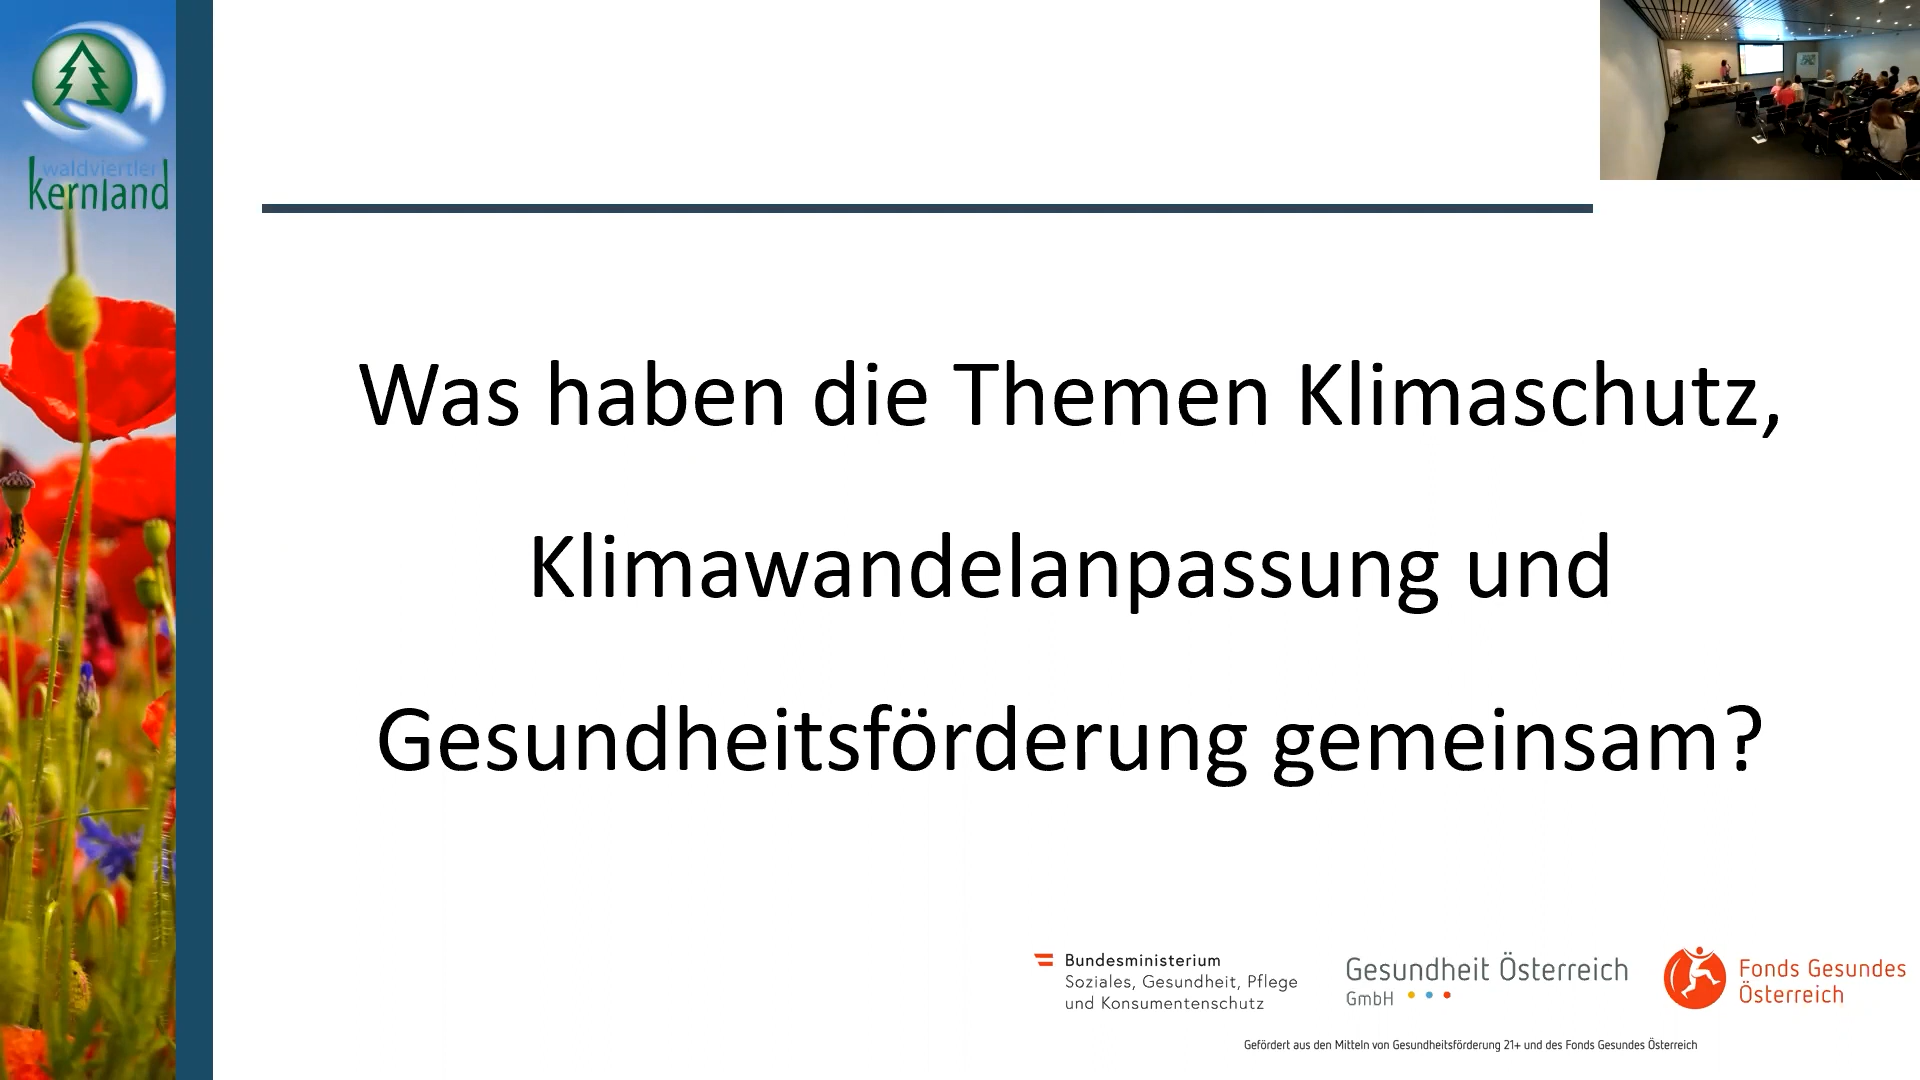 waldviertler
kernland
Was haben die Themen Klimaschutz,
Klimawandelanpassung und
Gesundheitsförderung gemeinsam?
Bundesministerium
Soziales, Gesundheit, Pflege
und Konsumentenschutz
Gesundheit Österreich
GmbH
Fonds Gesundes
Österreich
Gefördert aus den Mitteln von Gesundheitsförderung 21+ und des Fonds Gesundes Österreich